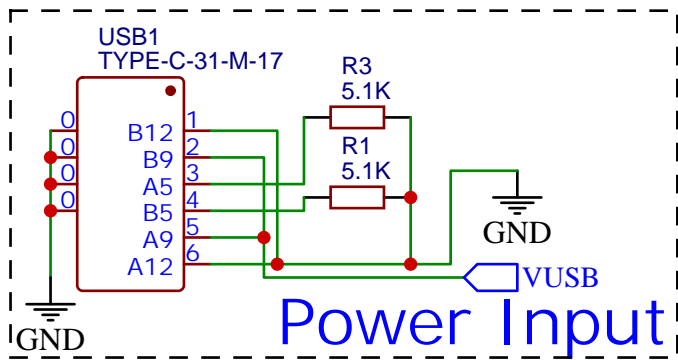 USB1
TYPE-C-31-M-17
R3
5.1K
0
0
0
0
B12 1
B9 2
A5 3
B5 4
A9 5
A12 6
R1
5.1K
GND
VUSB
GND
Power Input